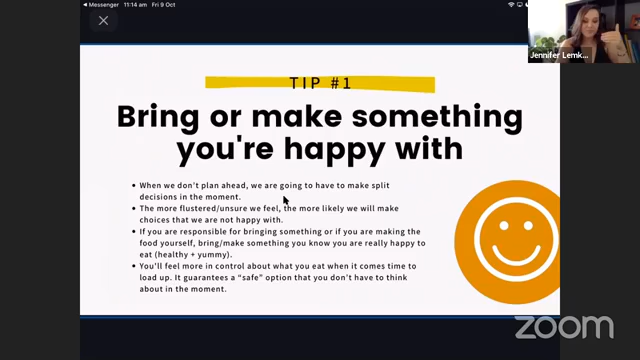 Messenger 11:14 am Fri 9 Oct
Jennifer Lemk...
TIP #1
Bring or make something
you're happy with
When we don't plan ahead, we are going to have to make split
decisions in the moment.
The more flustered/unsure we feel, the more likely we will make
choices that we are not happy with.
If you are responsible for bringing something or if you are making the
food yourself, bring/make something you know you are really happy to
eat (healthy + yummy).
You'll feel more in control about what you eat when it comes time to
load up. It guarantees a "safe" option that you don't have to think
about in the moment.
zoom